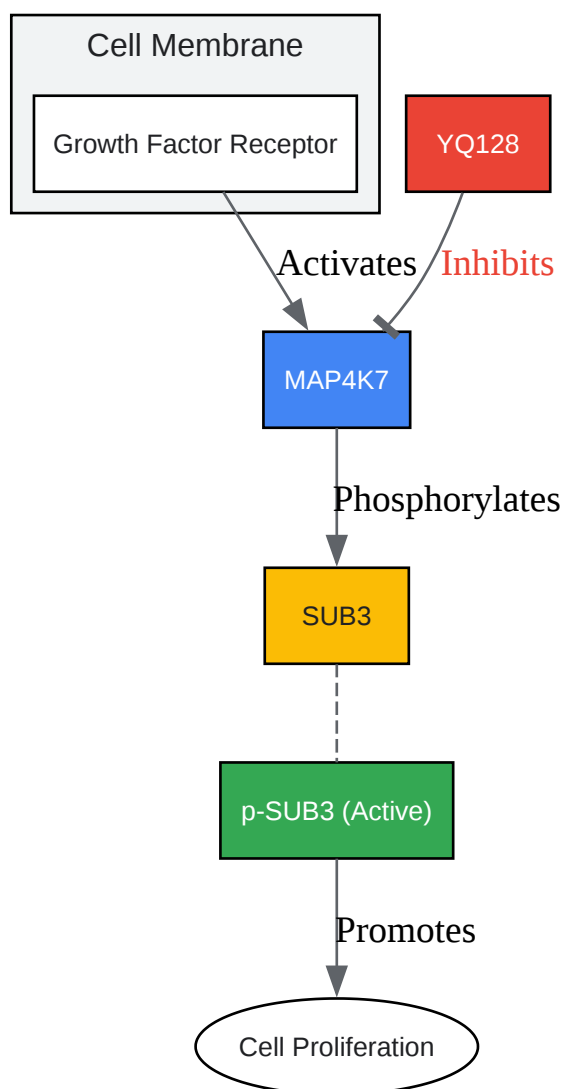 Cell Membrane
Growth Factor Receptor
YQ128
Activates
Inhibits
MAP4K7
Phosphorylates
SUB3
p-SUB3 (Active)
Promotes
Cell Proliferation